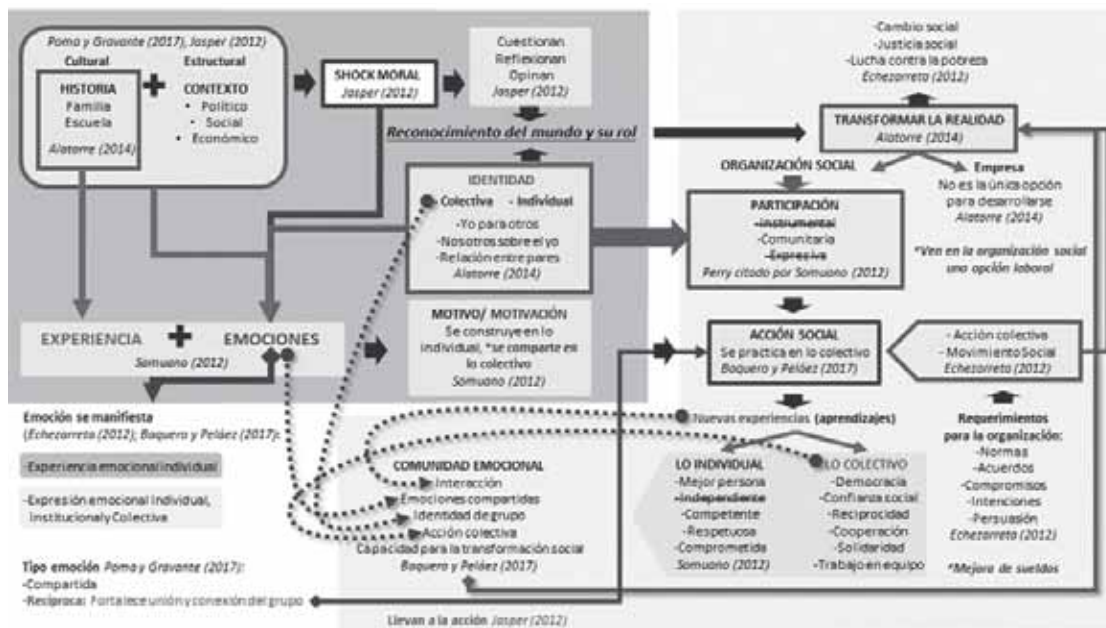 Poma y Gravante (2017), Jasper (2012)
Cultural
Estructural
HISTORIA
Familia
Escuela
Alatorre (2014)
CONTEXTO
• Político
• Social
• Económico
SHOCK MORAL
Jasper (2012)
Cuestionan
Reflexionan
Opinan
Jasper (2012)
Reconocimiento del mundo y su rol
-Cambio social
-Justicia social
-Lucha contra la pobreza
Echezarreta (2012)
TRANSFORMAR LA REALIDAD
Alatorre (2014)
ORGANIZACIÓN SOCIAL
Empresa
No es la única opción
para desarrollarse
Alatorre (2014)
*Ven en la organización social
una opción laboral
IDENTIDAD
- Colectiva - Individual
-Yo para otros
-Nosotros sobre el yo
-Relación entre pares
Alatorre (2014)
PARTICIPACIÓN
-Instrumental
-Comunitaria
-Expresiva
Perry citado por Somuano (2012)
EXPERIENCIA + EMOCIONES
Somuano (2012)
MOTIVO/ MOTIVACIÓN
Se construye en lo
individual, *se comparte en
lo colectivo
Somuano (2012)
ACCIÓN SOCIAL
Se practica en lo colectivo
Baquero y Peláez (2017)
- Acción colectiva
- Movimiento Social
Echezarreta (2012)
Emoción se manifiesta
(Echezarreta (2012); Baquero y Peláez (2017):
-Experiencia emocional individual
-Expresión emocional Individual,
Institucional y Colectiva
Tipo emoción Poma y Gravante (2017):
-Compartida
-Recíproca: Fortalece unión y conexión del grupo
COMUNIDAD EMOCIONAL
Interacción
Emociones compartidas
Identidad de grupo
Acción colectiva
Capacidad para la transformación social
Baquero y Peláez (2017)
Llevan a la acción Jasper (2012)
Nuevas experiencias (aprendizajes)
LO INDIVIDUAL
-Mejor persona
-Independiente
-Competente
-Respetuosa
-Comprometida
Somuano (2012)
LO COLECTIVO
-Democracia
-Confianza social
-Reciprocidad
-Cooperación
-Solidaridad
-Trabajo en equipo
Requerimientos
para la organización:
-Normas
-Acuerdos
-Compromisos
-Intenciones
-Persuasión
Echezarreta (2012)
*Mejora de sueldos